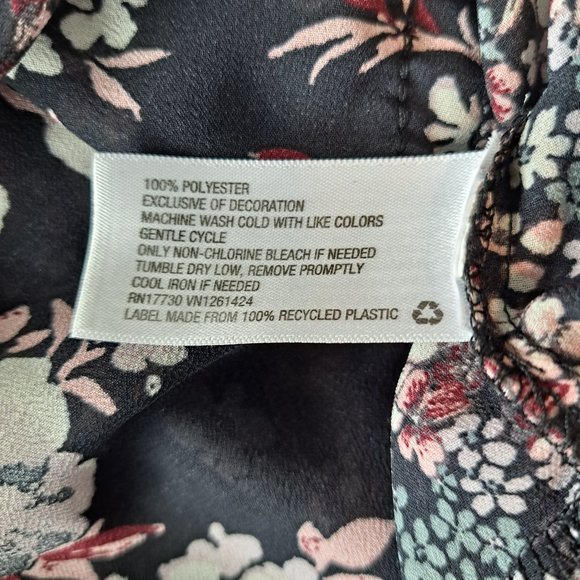 100% POLYESTER
EXCLUSIVE OF DECORATION
MACHINE WASH COLD WITH LIKE COLORS
GENTLE CYCLE
ONLY NON-CHLORINE BLEACH IF NEEDED
TUMBLE DRY LOW, REMOVE PROMPTLY
COOL IRON IF NEEDED
RN17730 VN1261424
LABEL MADE FROM 100% RECYCLED PLASTIC